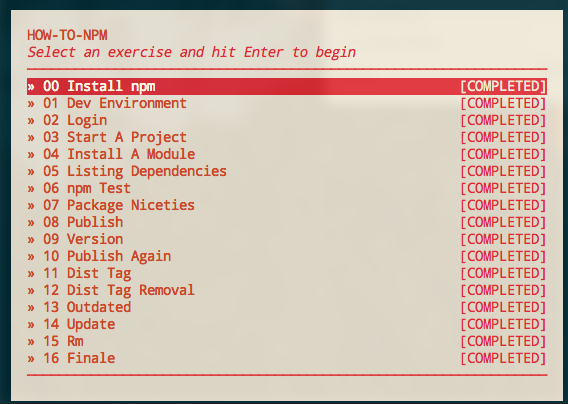 HOW-TO-NPM
Select an exercise and hit Enter to begin
» 00 Install npm [COMPLETED]
» 01 Dev Environment [COMPLETED]
» 02 Login [COMPLETED]
» 03 Start A Project [COMPLETED]
» 04 Install A Module [COMPLETED]
» 05 Listing Dependencies [COMPLETED]
» 06 npm Test [COMPLETED]
» 07 Package Niceties [COMPLETED]
» 08 Publish [COMPLETED]
» 09 Version [COMPLETED]
» 10 Publish Again [COMPLETED]
» 11 Dist Tag [COMPLETED]
» 12 Dist Tag Removal [COMPLETED]
» 13 Outdated [COMPLETED]
» 14 Update [COMPLETED]
» 15 Rm [COMPLETED]
» 16 Finale [COMPLETED]